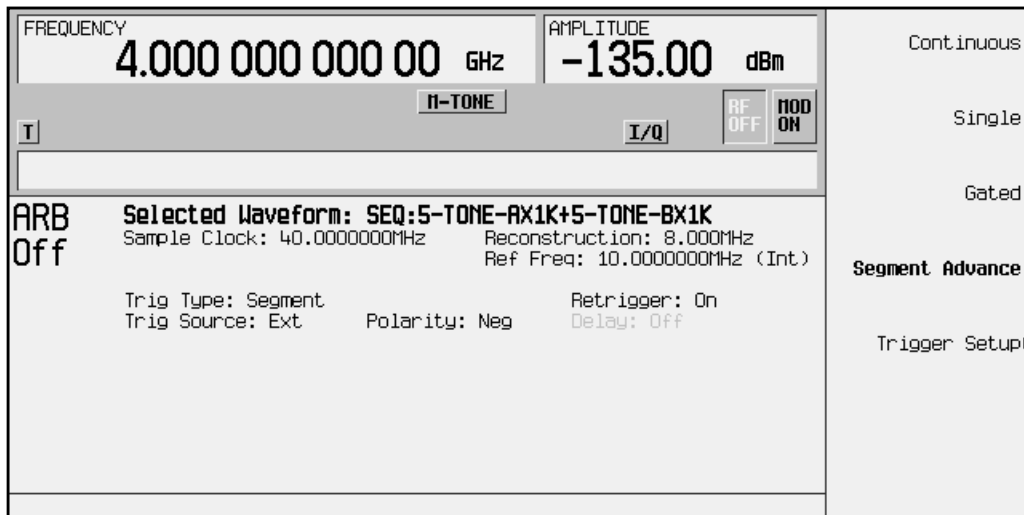 FREQUENCY
4.000 000 000 00 GHz
AMPLITUDE
-135.00 dBm
M-TONE
T
I/Q
RF OFF
MOD ON
ARB Off
Selected Waveform: SEQ:5-TONE-AX1K+5-TONE-BX1K
Sample Clock: 40.0000000MHz Reconstruction: 8.000MHz
Ref Freq: 10.0000000MHz (Int)
Trig Type: Segment Retrigger: On
Trig Source: Ext Polarity: Neg Delay: Off
Continuous
Single
Gated
Segment Advance
Trigger Setup